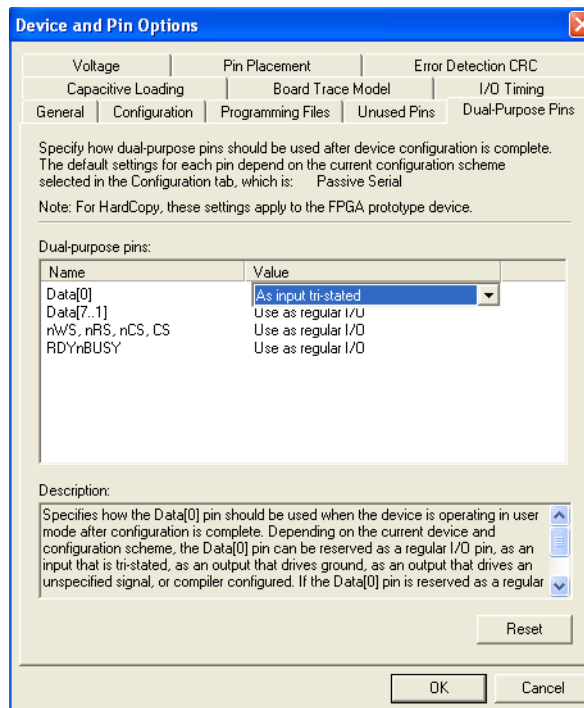 Device and Pin Options
Voltage
Pin Placement
Error Detection CRC
Capacitive Loading
Board Trace Model
I/O Timing
General
Configuration
Programming Files
Unused Pins
Dual-Purpose Pins
Specify how dual-purpose pins should be used after device configuration is complete.
The default settings for each pin depend on the current configuration scheme
selected in the Configuration tab, which is: Passive Serial
Note: For HardCopy, these settings apply to the FPGA prototype device.
Dual-purpose pins:
Name Value
Data[0] As input tri-stated
Data[7..1] Use as regular I/O
nWS, nRS, nCS, CS Use as regular I/O
RDYnBUSY Use as regular I/O
Description:
Specifies how the Data[0] pin should be used when the device is operating in user
mode after configuration is complete. Depending on the current device and
configuration scheme, the Data[0] pin can be reserved as a regular I/O pin, as an
input that is tri-stated, as an output that drives ground, as an output that drives an
unspecified signal, or compiler configured. If the Data[0] pin is reserved as a regular
Reset
OK
Cancel